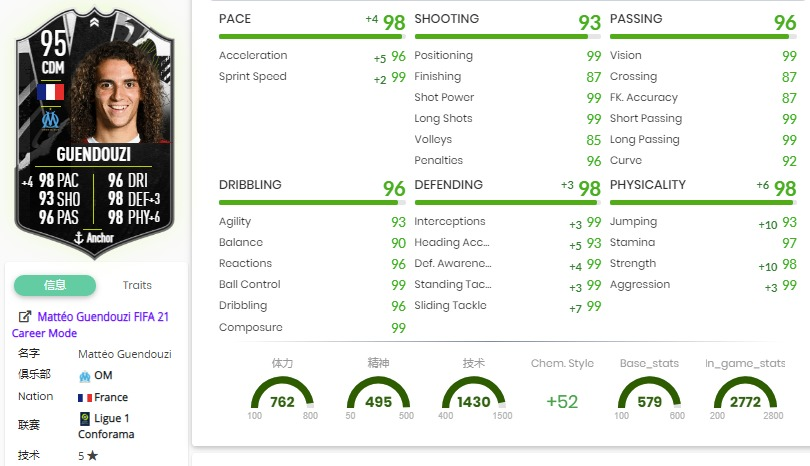 95
CDM
GUENDOUZI
+4 98 PAC 96 DRI
93 SHO 98 DEF+3
96 PAS 98 PHY+6
Anchor
信息 Traits
Mattéo Guendouzi FIFA 21
Career Mode
名字 Mattéo Guendouzi
俱乐部 OM
Nation France
联赛 Ligue 1
Conforama
技术 5 ★
PACE +4 98
Acceleration +5 96
Sprint Speed +2 99
SHOOTING 93
Positioning 99
Finishing 87
Shot Power 99
Long Shots 99
Volleys 85
Penalties 96
PASSING 96
Vision 99
Crossing 87
FK. Accuracy 87
Short Passing 99
Long Passing 99
Curve 92
DRIBBLING 96
Agility 93
Balance 90
Reactions 96
Ball Control 99
Dribbling 96
Composure 99
DEFENDING +3 98
Interceptions +3 99
Heading Acc... +5 93
Def. Awarene... +4 99
Standing Tac... +3 99
Sliding Tackle +7 99
PHYSICALITY +6 98
Jumping +10 93
Stamina 97
Strength +10 98
Aggression +3 99
体力 精神 技术 Chem. Style Base_stats In_game_stats
762 495 1430 +52 579 2772
100 800 50 500 400 1500 100 600 200 2800